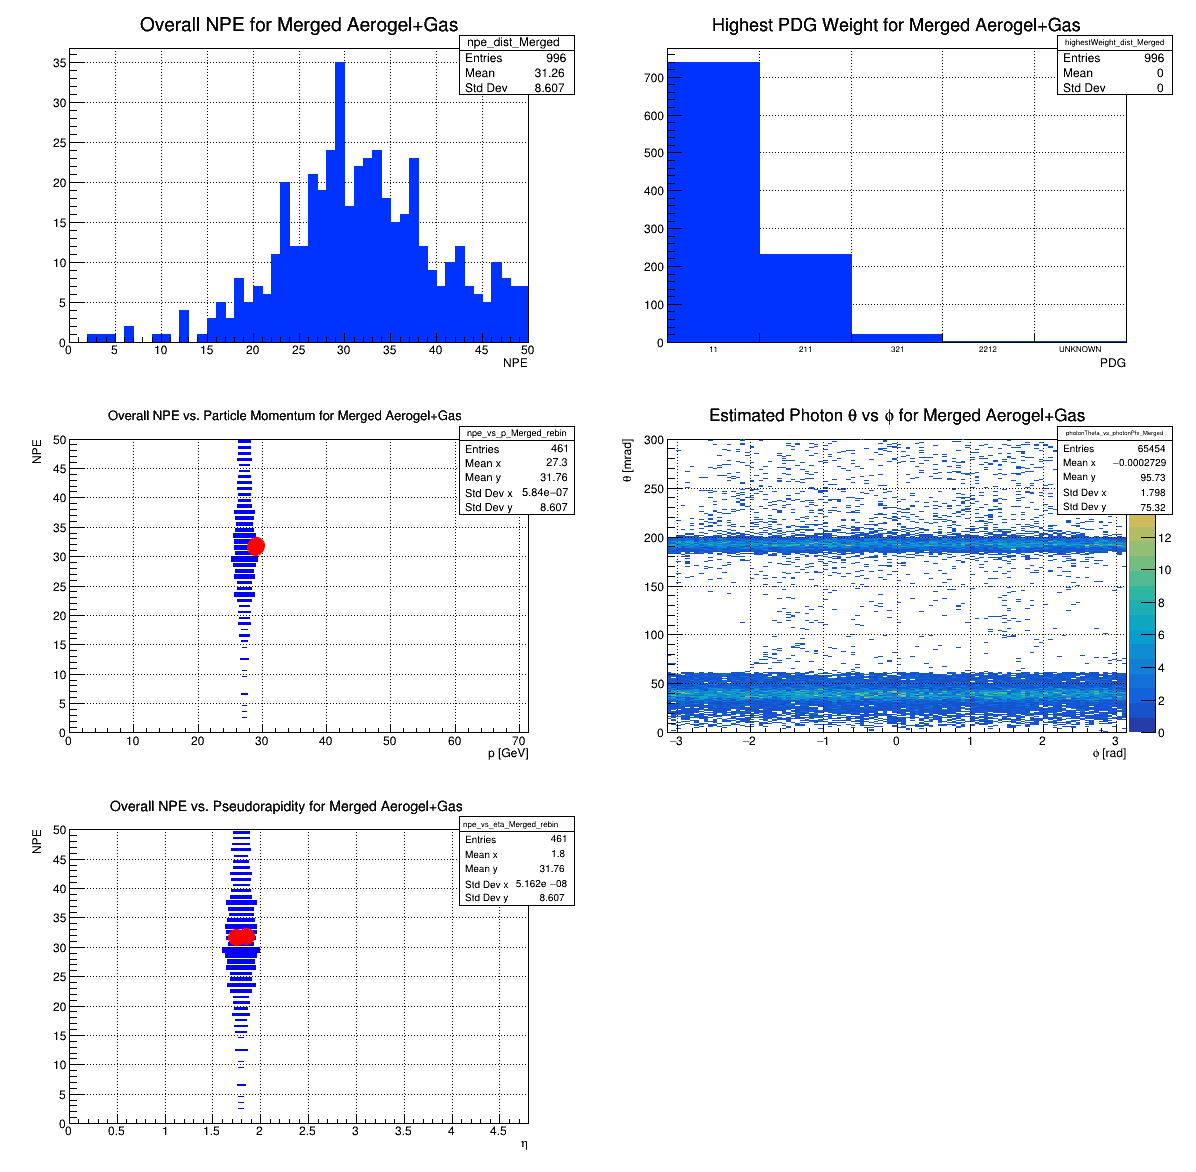 Overall NPE for Merged Aerogel+Gas
npe_dist_Merged
Entries 996
Mean 31.26
Std Dev 8.607
35
30
25
20
15
10
5
0
0 5 10 15 20 25 30 35 40 45 50
NPE
Highest PDG Weight for Merged Aerogel+Gas
highestWeight_dist_Merged
Entries 996
Mean 0
Std Dev 0
700
600
500
400
300
200
100
0
11 211 321 2212 UNKNOWN
PDG
Overall NPE vs. Particle Momentum for Merged Aerogel+Gas
npe_vs_p_Merged_rebin
Entries 461
Mean x 27.3
Mean y 31.76
Std Dev x 5.84e−07
Std Dev y 8.607
NPE
50
45
40
35
30
25
20
15
10
5
0
0 10 20 30 40 50 60 70
p [GeV]
Estimated Photon θ vs ϕ for Merged Aerogel+Gas
photonTheta_vs_photonPhi_Merged
Entries 65454
Mean x −0.0002729
Mean y 95.73
Std Dev x 1.798
Std Dev y 75.32
θ [mrad]
300
250
200
150
100
50
0
−3 −2 −1 0 1 2 3
ϕ [rad]
12
10
8
6
4
2
0
Overall NPE vs. Pseudorapidity for Merged Aerogel+Gas
npe_vs_eta_Merged_rebin
Entries 461
Mean x 1.8
Mean y 31.76
Std Dev x 5.162e −08
Std Dev y 8.607
NPE
50
45
40
35
30
25
20
15
10
5
0
0 0.5 1 1.5 2 2.5 3 3.5 4 4.5
η